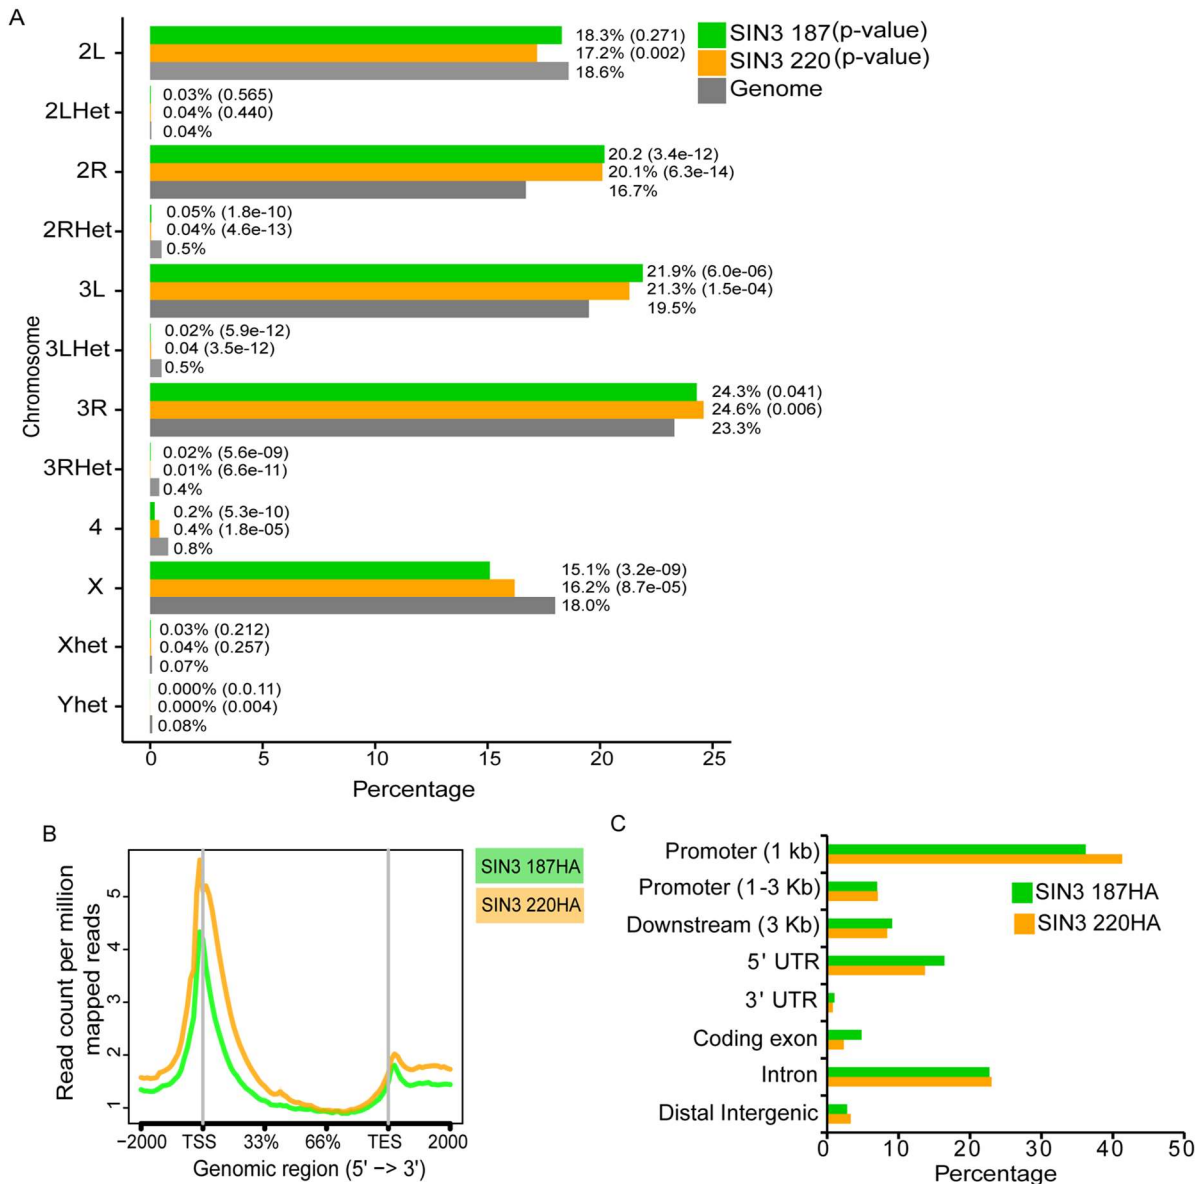 A
2L
18.3% (0.271)
17.2% (0.002)
18.6%
SIN3 187(p-value)
SIN3 220(p-value)
Genome
2LHet
0.03% (0.565)
0.04% (0.440)
0.04%
2R
20.2 (3.4e-12)
20.1% (6.3e-14)
16.7%
2RHet
0.05% (1.8e-10)
0.04% (4.6e-13)
0.5%
3L
21.9% (6.0e-06)
21.3% (1.5e-04)
19.5%
3LHet
0.02% (5.9e-12)
0.04 (3.5e-12)
0.5%
Chromosome
3R
24.3% (0.041)
24.6% (0.006)
23.3%
3RHet
0.02% (5.6e-09)
0.01% (6.6e-11)
0.4%
4
0.2% (5.3e-10)
0.4% (1.8e-05)
0.8%
X
15.1% (3.2e-09)
16.2% (8.7e-05)
18.0%
Xhet
0.03% (0.212)
0.04% (0.257)
0.07%
Yhet
0.000% (0.0.11)
0.000% (0.004)
0.08%
0 5 10 15 20 25
Percentage
B
Read count per million
mapped reads
5
4
3
2
1
SIN3 187HA
SIN3 220HA
−2000 TSS 33% 66% TES 2000
Genomic region (5' −> 3')
C
Promoter (1 kb)
Promoter (1-3 Kb)
Downstream (3 Kb)
5' UTR
3' UTR
Coding exon
Intron
Distal Intergenic
SIN3 187HA
SIN3 220HA
0 10 20 30 40 50
Percentage